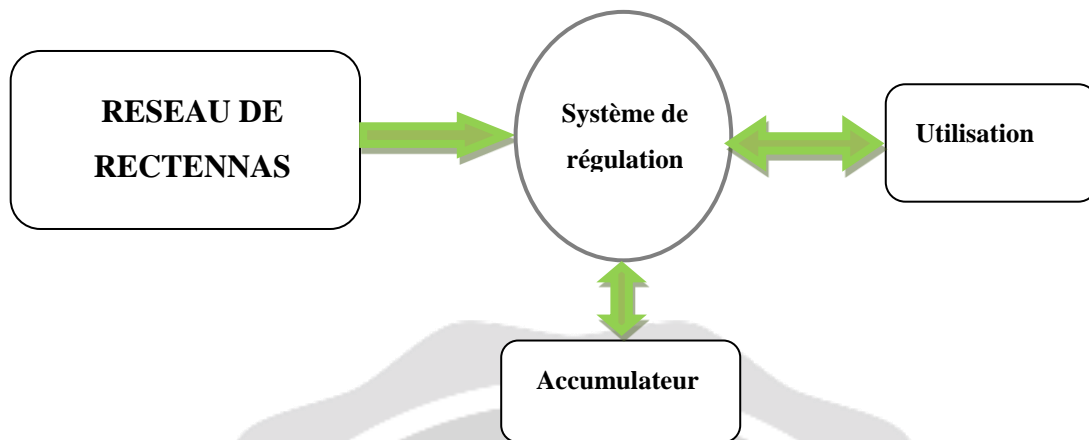 RESEAU DE
RECTENNAS
Système de
régulation
Utilisation
Accumulateur